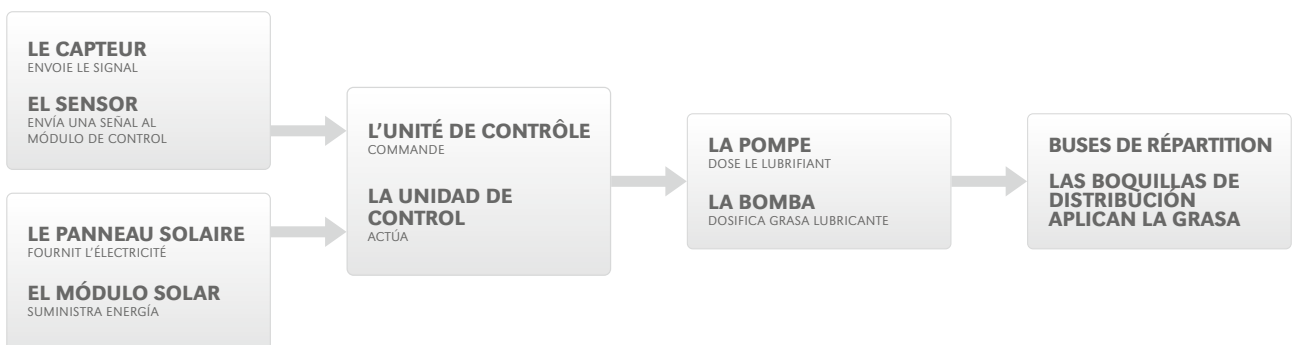 LE CAPTEUR
ENVOIE LE SIGNAL
EL SENSOR
ENVÍA UNA SEÑAL AL
MÓDULO DE CONTROL
LE PANNEAU SOLAIRE
FOURNIT L’ÉLECTRICITÉ
EL MÓDULO SOLAR
SUMINISTRA ENERGÍA
L’UNITÉ DE CONTRÔLE
COMMANDE
LA UNIDAD DE
CONTROL
ACTÚA
LA POMPE
DOSE LE LUBRIFIANT
LA BOMBA
DOSIFICA GRASA LUBRICANTE
BUSES DE RÉPARTITION
LAS BOQUILLAS DE
DISTRIBUCIÓN
APLICAN LA GRASA